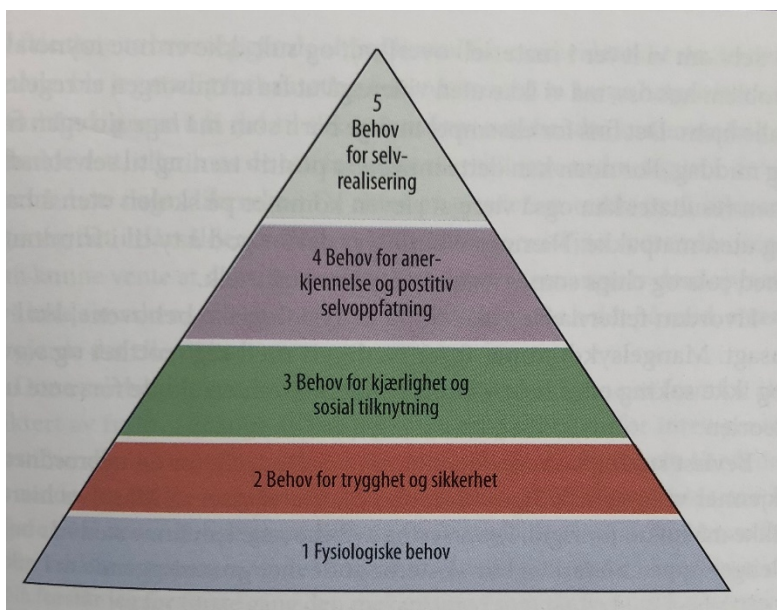 5
Behov
for selv-
realisering
4 Behov for aner-
kjennelse og postitiv
selvoppfatning
3 Behov for kjærlighet og
sosial tilknytning
2 Behov for trygghet og sikkerhet
1 Fysiologiske behov